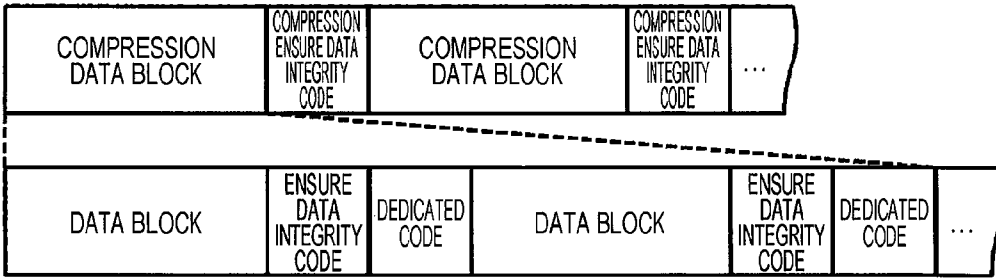 COMPRESSION
DATA BLOCK
COMPRESSION
ENSURE DATA
INTEGRITY
CODE
COMPRESSION
DATA BLOCK
COMPRESSION
ENSURE DATA
INTEGRITY
CODE
...
DATA BLOCK
ENSURE
DATA
INTEGRITY
CODE
DEDICATED
CODE
DATA BLOCK
ENSURE
DATA
INTEGRITY
CODE
DEDICATED
CODE
...